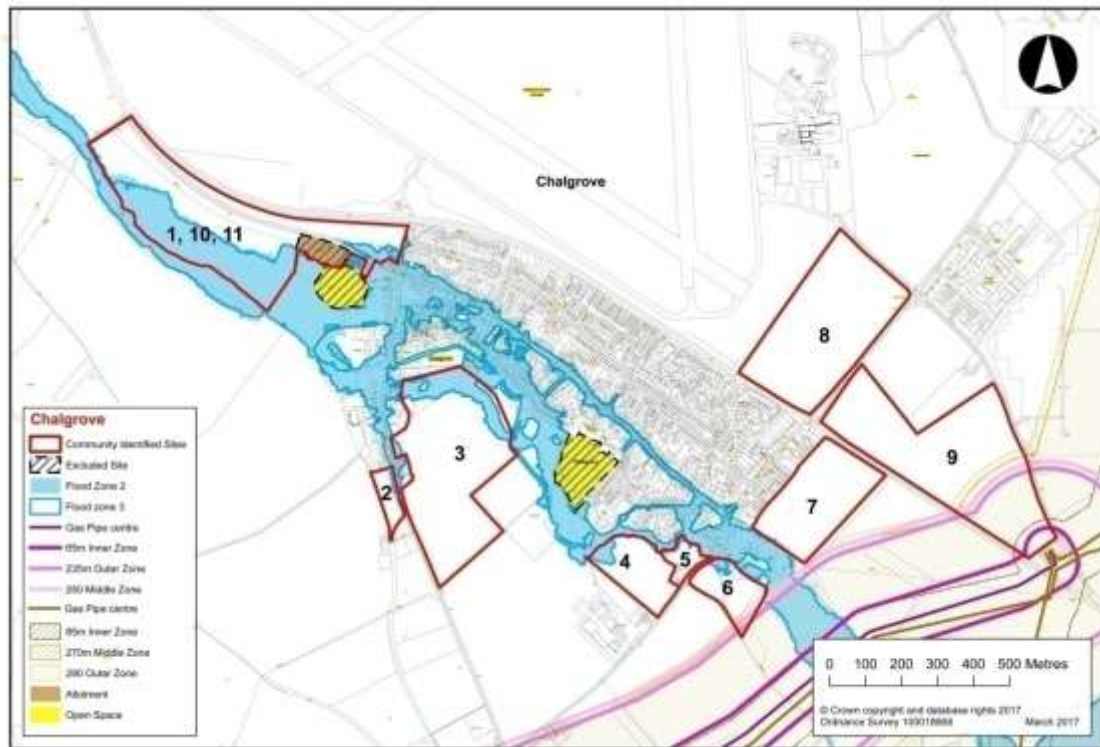 Chalgrove
1, 10, 11
8
3
9
2
7
4
5
6
Chalgrove
Community Identified Sites
Excluded Site
Flood Zone 2
Flood zone 3
Gas Pipe centre
65m Inner Zone
235m Outer Zone
250 Middle Zone
Gas Pipe centre
85m Inner Zone
270m Middle Zone
280 Outer Zone
Allotment
Open Space
0 100 200 300 400 500 Metres
© Crown copyright and database rights 2017
Ordnance Survey 100018668
March 2017